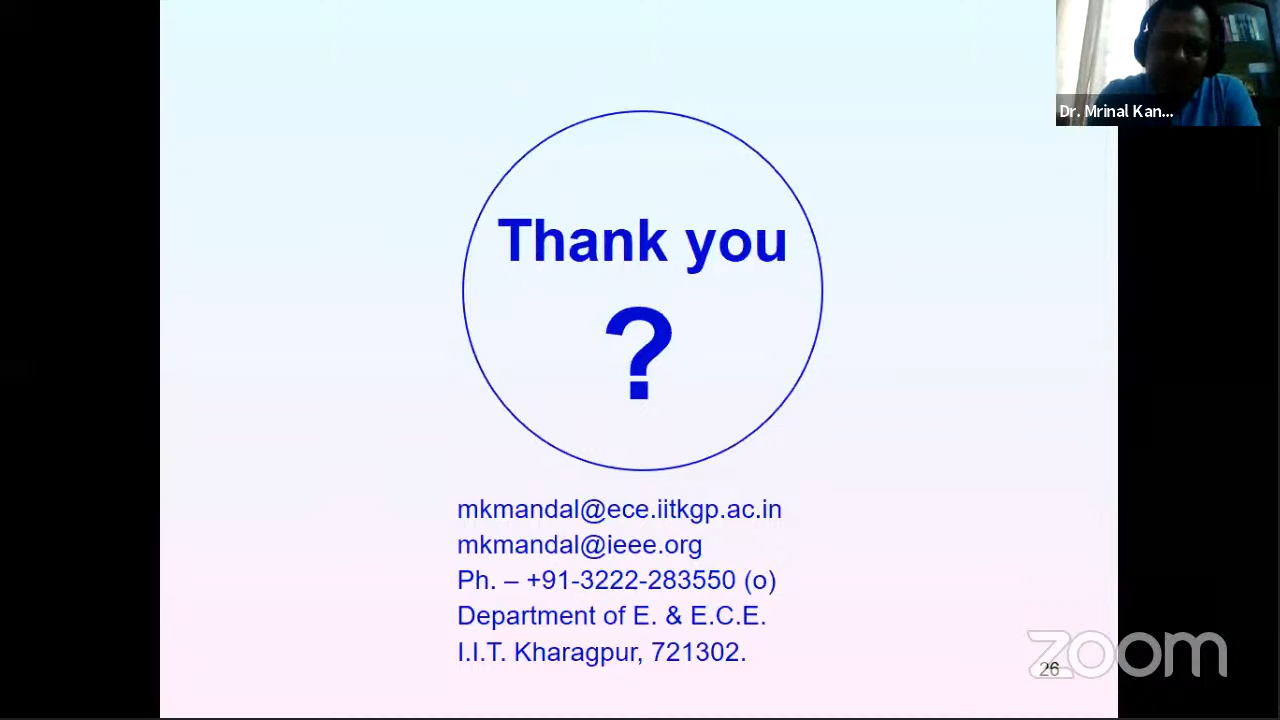 Dr. Mrinal Kan...
Thank you
?
mkmandal@ece.iitkgp.ac.in
mkmandal@ieee.org
Ph. – +91-3222-283550 (o)
Department of E. & E.C.E.
I.I.T. Kharagpur, 721302.
zoom
26